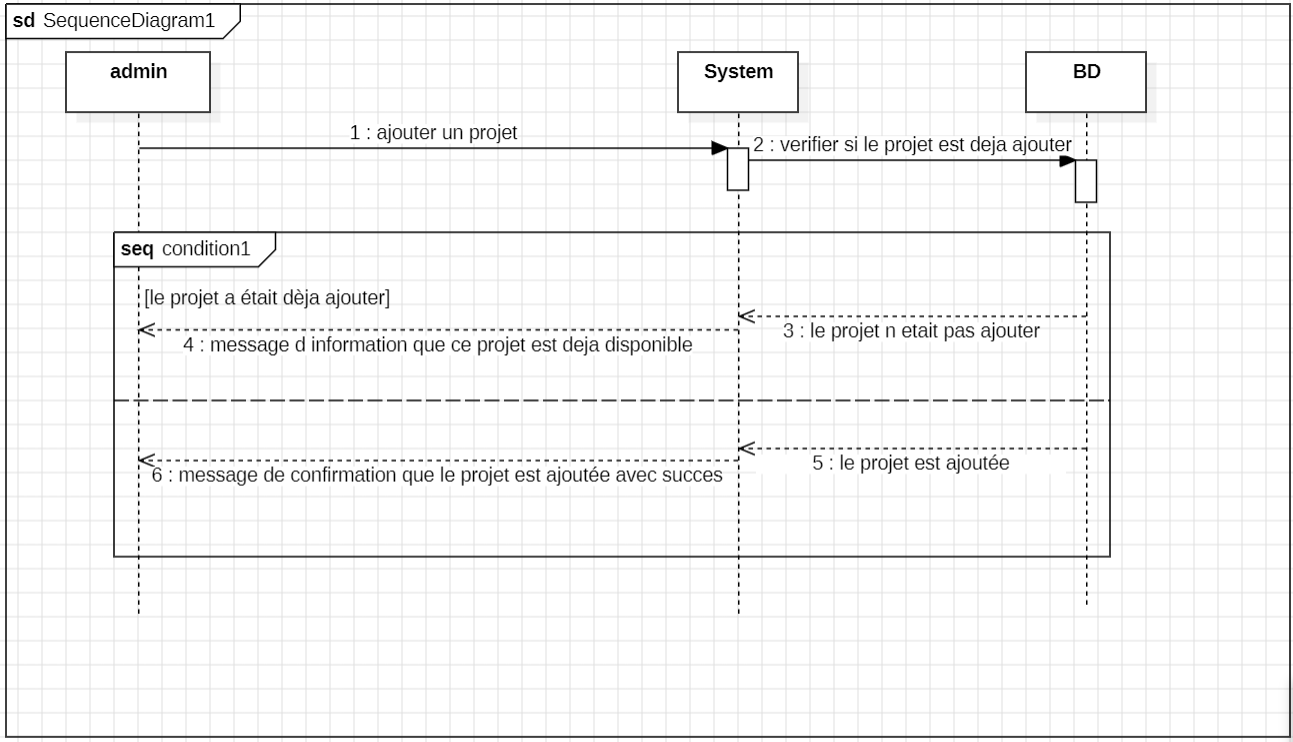 sd SequenceDiagram1
admin
System
BD
1 : ajouter un projet
2 : verifier si le projet est deja ajouter
seq condition1
[le projet a était dèja ajouter]
3 : le projet n etait pas ajouter
4 : message d information que ce projet est deja disponible
5 : le projet est ajoutée
6 : message de confirmation que le projet est ajoutée avec succes